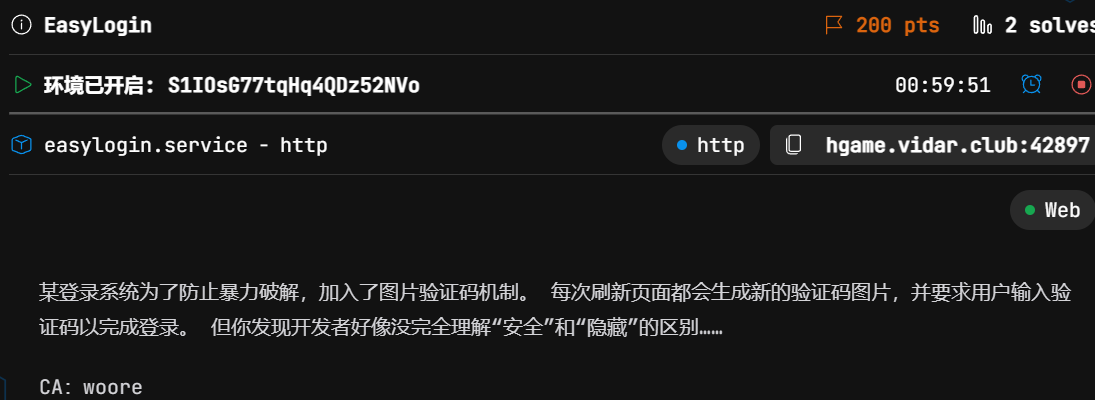 EasyLogin 200 pts 2 solves
环境已开启: S1IOsG77tqHq4QDz52NVo 00:59:51
easylogin.service - http http hgame.vidar.club:42897
Web
某登录系统为了防止暴力破解，加入了图片验证码机制。 每次刷新页面都会生成新的验证码图片，并要求用户输入验
证码以完成登录。 但你发现开发者好像没完全理解“安全”和“隐藏”的区别……
CA: woore